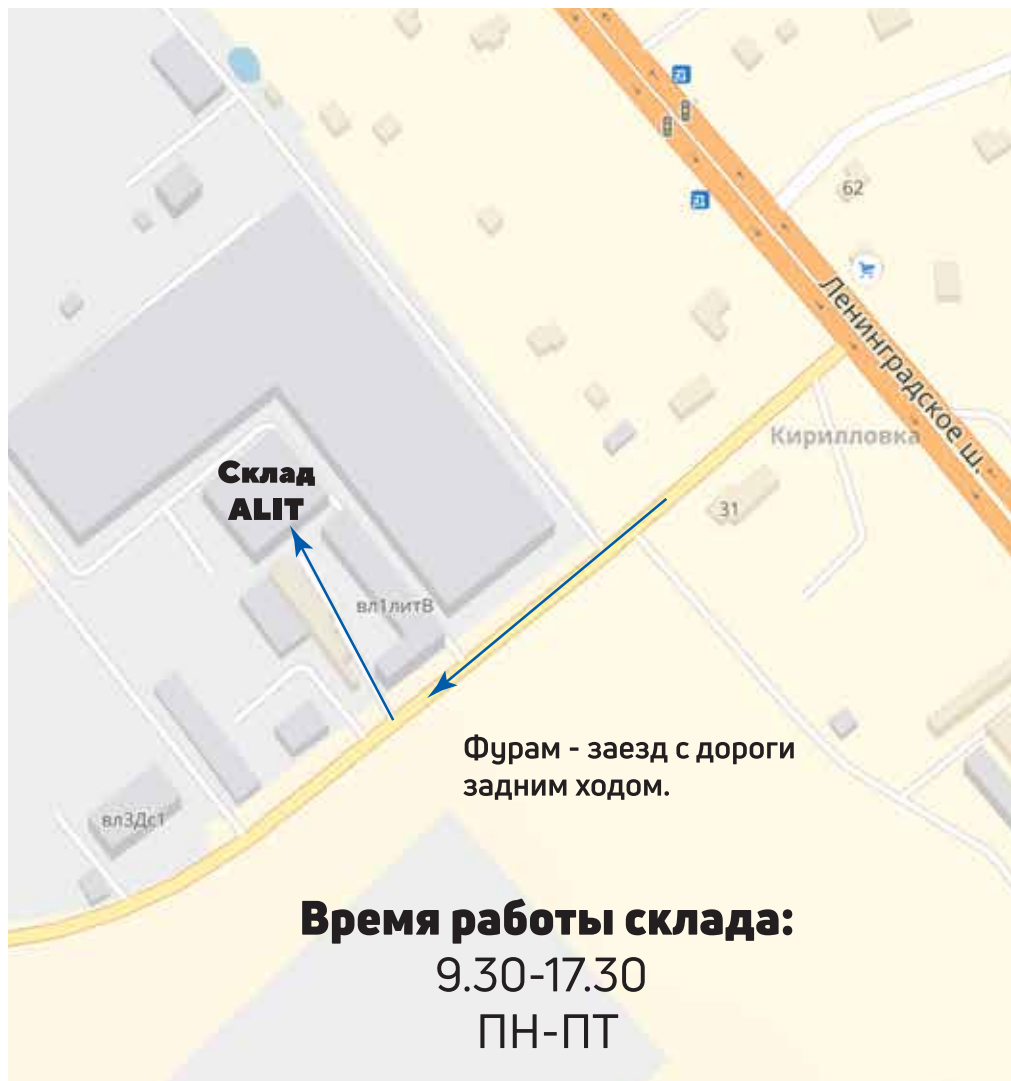 62
Ленинградское ш.
Кирилловка
Склад
ALIT
31
вл1литВ
Фурам - заезд с дороги
задним ходом.
вл3Дс1
Время работы склада:
9.30-17.30
ПН-ПТ